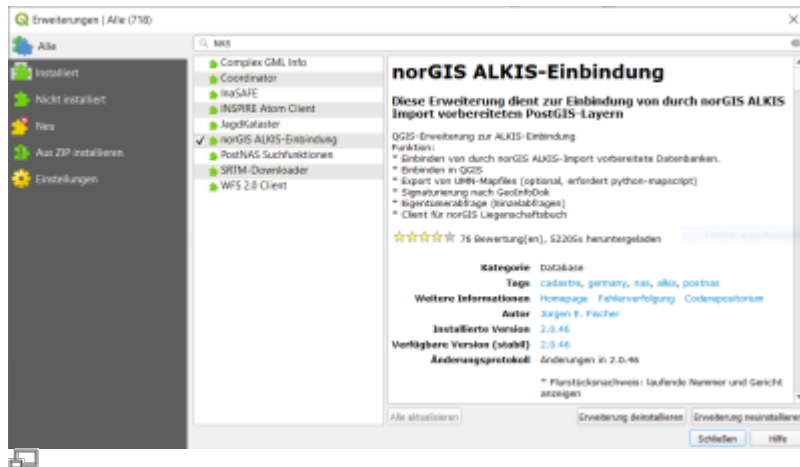 Erweiterungen | Alle (718)
Alle
Installiert
Nicht installiert
Neu
Aus ZIP installieren
Einstellungen
NAS
Complex GML Info
Coordinator
InaSAFE
INSPIRE Atom Client
JagdKataster
norGIS ALKIS-Einbindung
PostNAS Suchfunktionen
SRTM-Downloader
WFS 2.0 Client
norGIS ALKIS-Einbindung
Diese Erweiterung dient zur Einbindung von durch norGIS ALKIS
Import vorbereiteten PostGIS-Layern
QGIS-Erweiterung zur ALKIS-Einbindung
Funktion:
* Einbinden von durch norGIS ALKIS-Import vorbereitete Datenbanken.
* Einbinden in QGIS
* Export von UMN-Mapfiles (optional, erfordert python-mapscript)
* Signaturierung nach GeoInfoDok
* Eigentümerabfrage (Einzelabfragen)
* Client für norGIS Liegenschaftsbuch
76 Bewertung(en), 52205x heruntergeladen
Kategorie Database
Tags cadastre, germany, nas, alkis, postnas
Weitere Informationen Homepage Fehlerverfolgung Coderepositorium
Autor Jürgen E. Fischer
Installierte Version 2.0.46
Verfügbare Version (stabil) 2.0.46
Änderungsprotokoll Änderungen in 2.0.46
* Flurstücksnachweis: laufende Nummer und Gericht
anzeigen
Alle aktualisieren
Erweiterung deinstallieren
Erweiterung neuinstallieren
Schließen
Hilfe